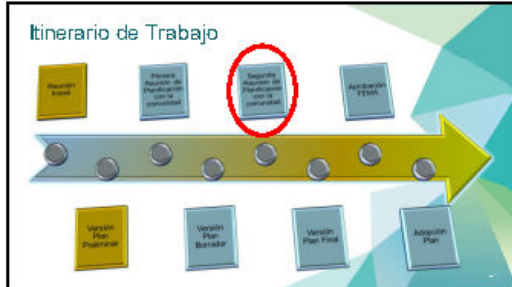 Itinerario de Trabajo
Reunión
Inicial
Primera
Reunión de
Planificación
con la
comunidad
Segunda
Reunión de
Planificación
con la
comunidad
Aprobación
FEMA
Versión
Plan
Preliminar
Versión
Plan
Borrador
Versión
Plan Final
Adopción
Plan